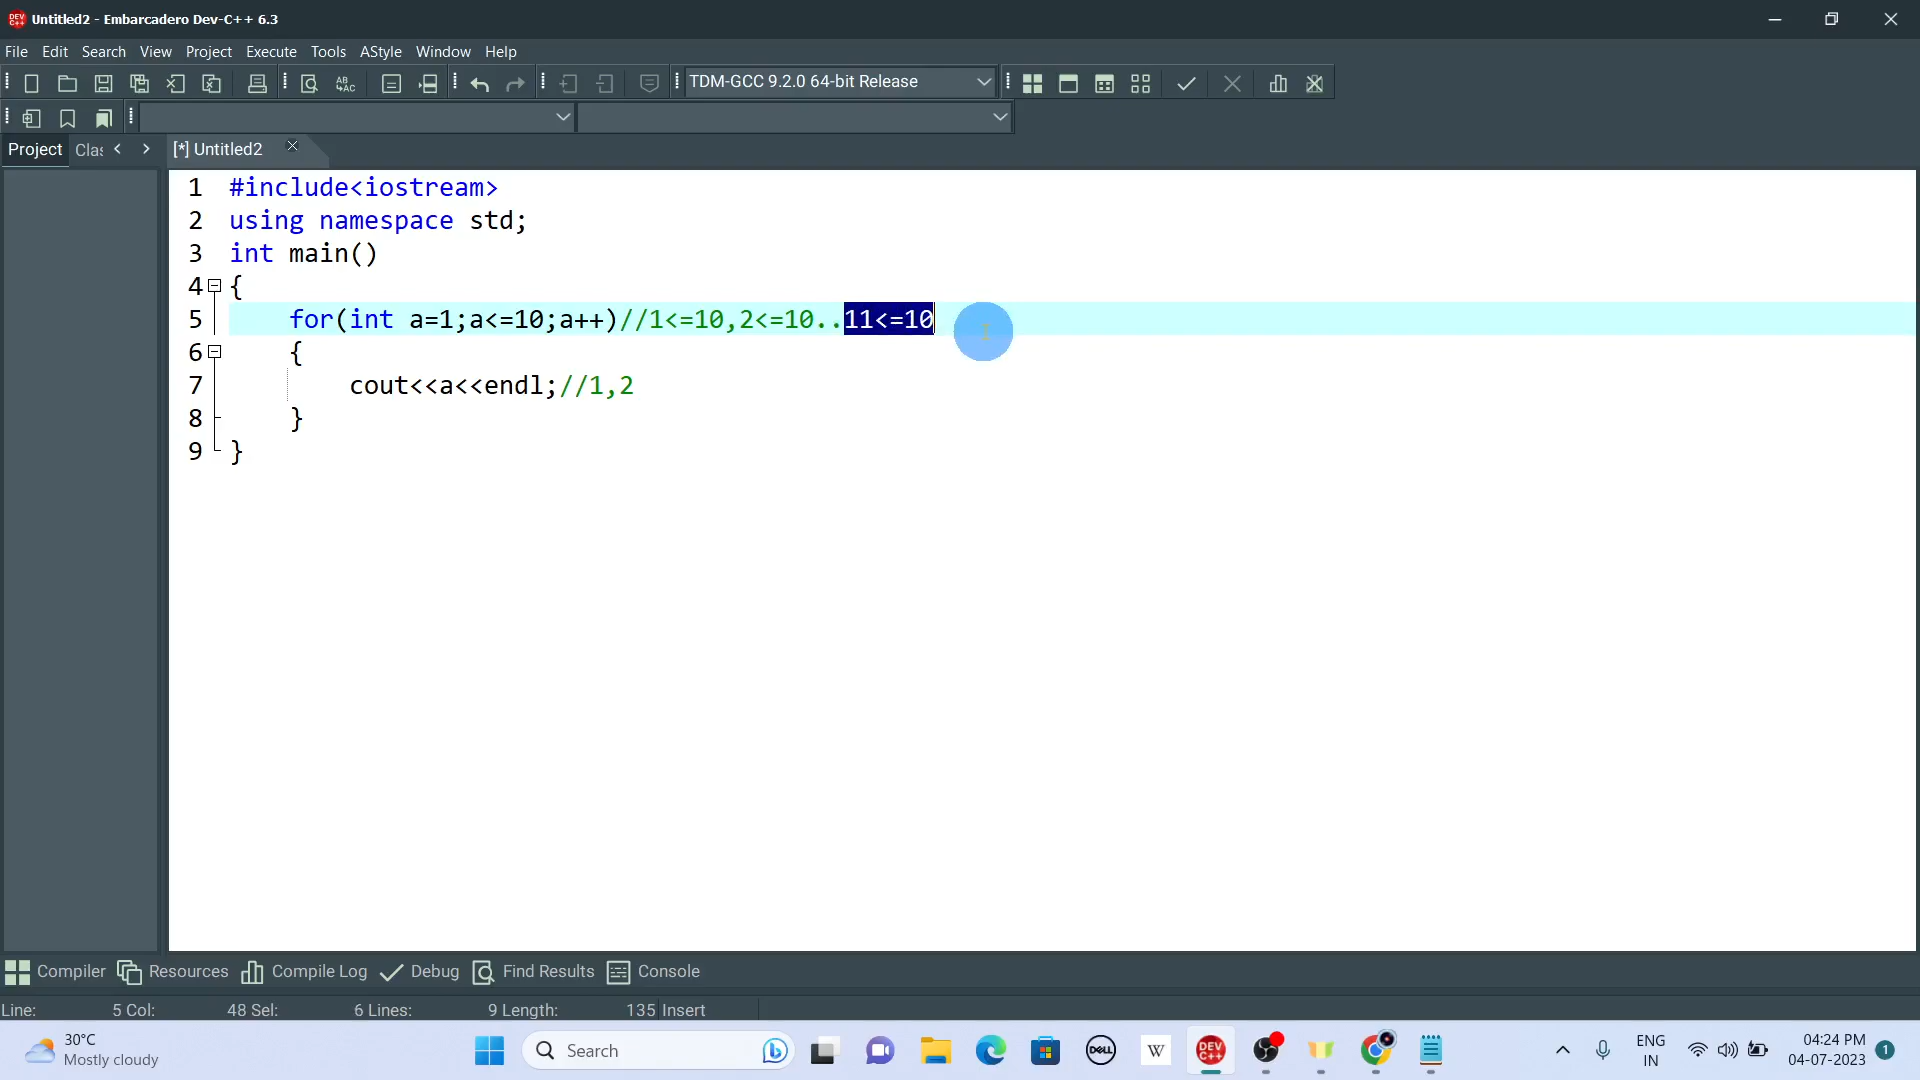 Untitled2 - Embarcadero Dev-C++ 6.3
File Edit Search View Project Execute Tools AStyle Window Help
TDM-GCC 9.2.0 64-bit Release
Project Clas [*] Untitled2
1 #include<iostream>
2 using namespace std;
3 int main()
4 {
5 for(int a=1;a<=10;a++)//1<=10,2<=10..11<=10
6 {
7 cout<<a<<endl;//1,2
8 }
9 }
Compiler Resources Compile Log Debug Find Results Console
Line: 5 Col: 48 Sel: 6 Lines: 9 Length: 135 Insert
30°C
Mostly cloudy
Search
DELL
W
DEV C++
ENG
IN
04:24 PM
04-07-2023
1